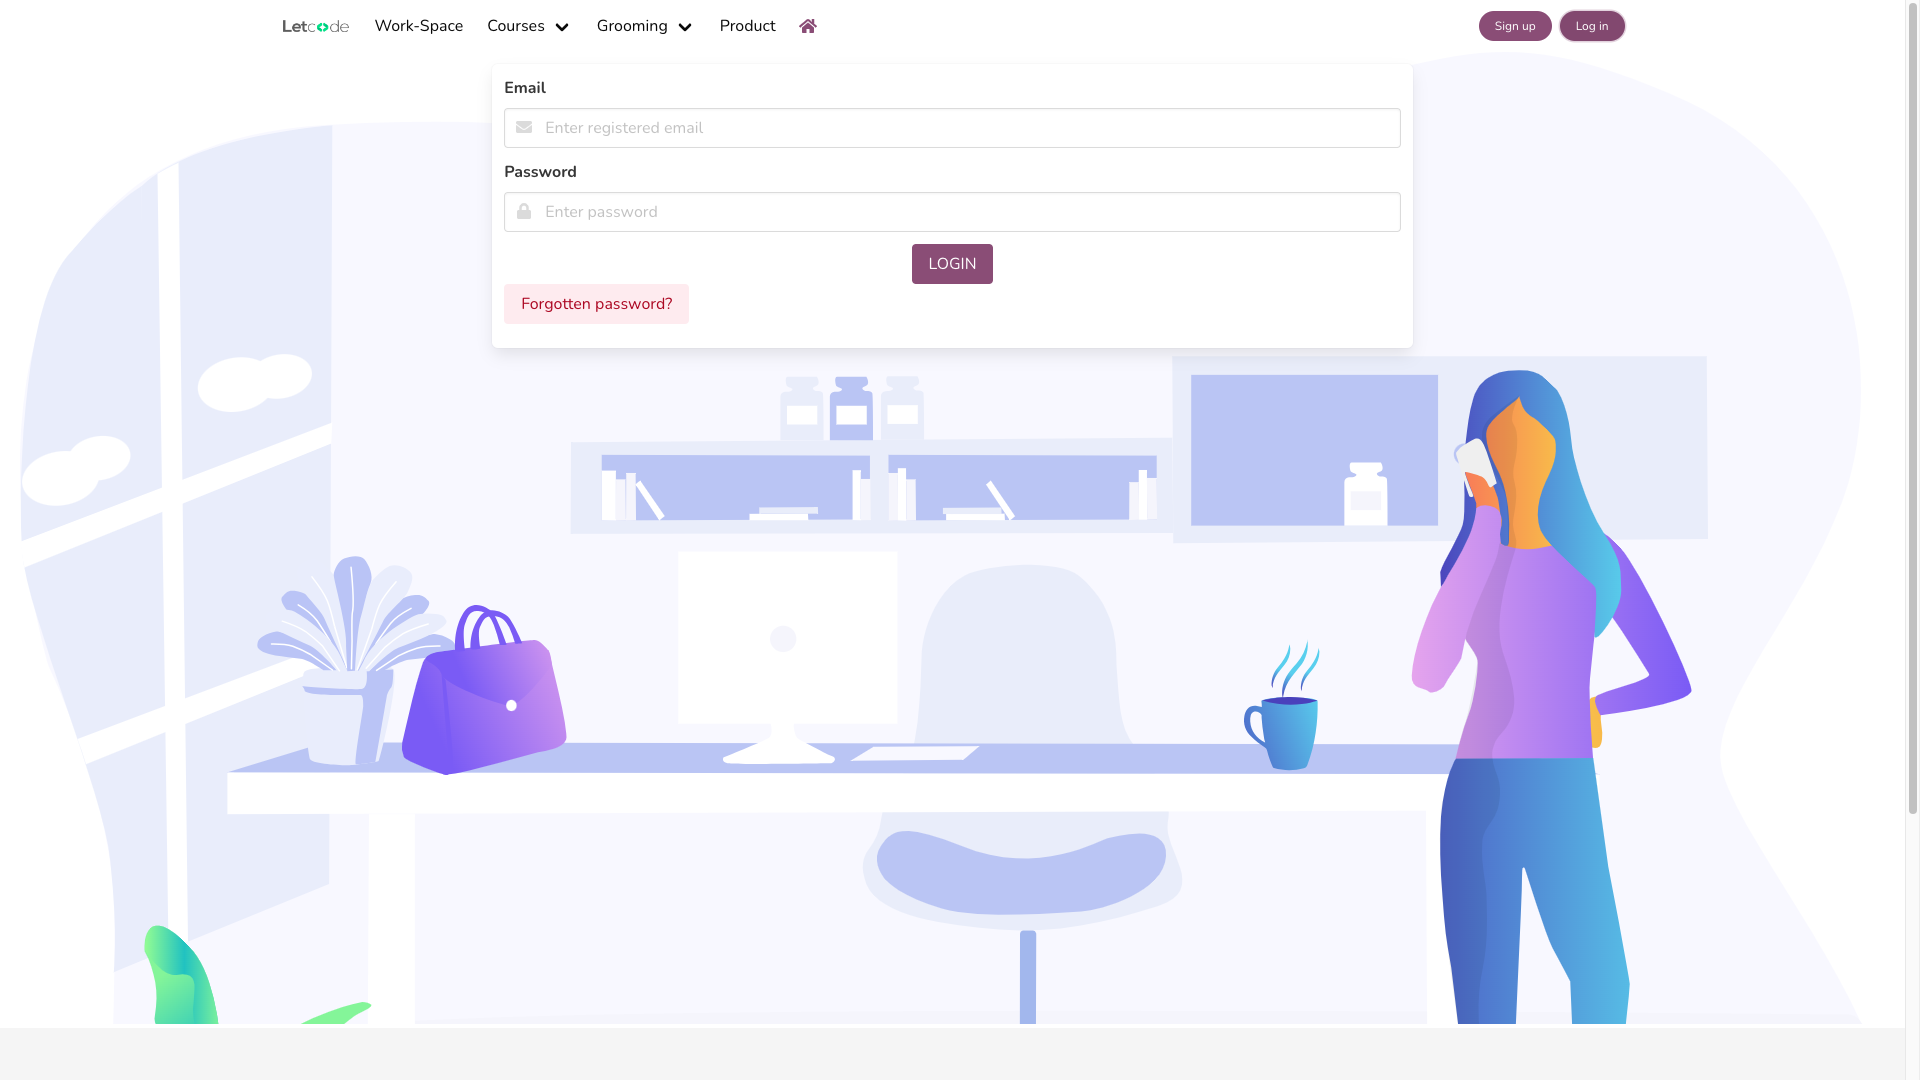 Letcode Work-Space Courses Grooming Product Sign up Log in
Email
Enter registered email
Password
Enter password
LOGIN
Forgotten password?